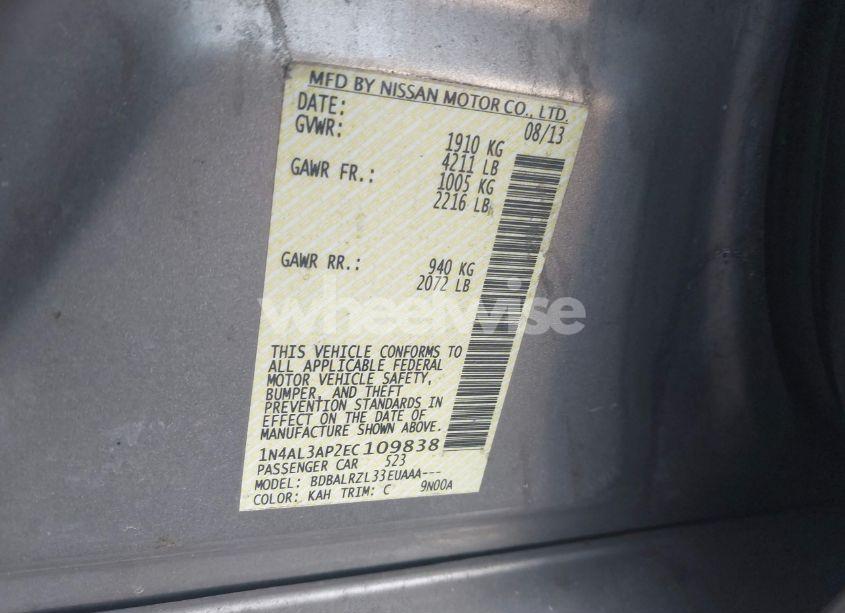 MFD BY NISSAN MOTOR CO., LTD.
DATE: 08/13
GVWR: 1910 KG
4211 LB
GAWR FR.: 1005 KG
2216 LB
GAWR RR.: 940 KG
2072 LB
wheelwise
THIS VEHICLE CONFORMS TO
ALL APPLICABLE FEDERAL
MOTOR VEHICLE SAFETY,
BUMPER, AND THEFT
PREVENTION STANDARDS IN
EFFECT ON THE DATE OF
MANUFACTURE SHOWN ABOVE.
1N4AL3AP2EC109838
PASSENGER CAR 523
MODEL: BDBALRZL33EUAAA---
COLOR: KAH TRIM: C 9N00A